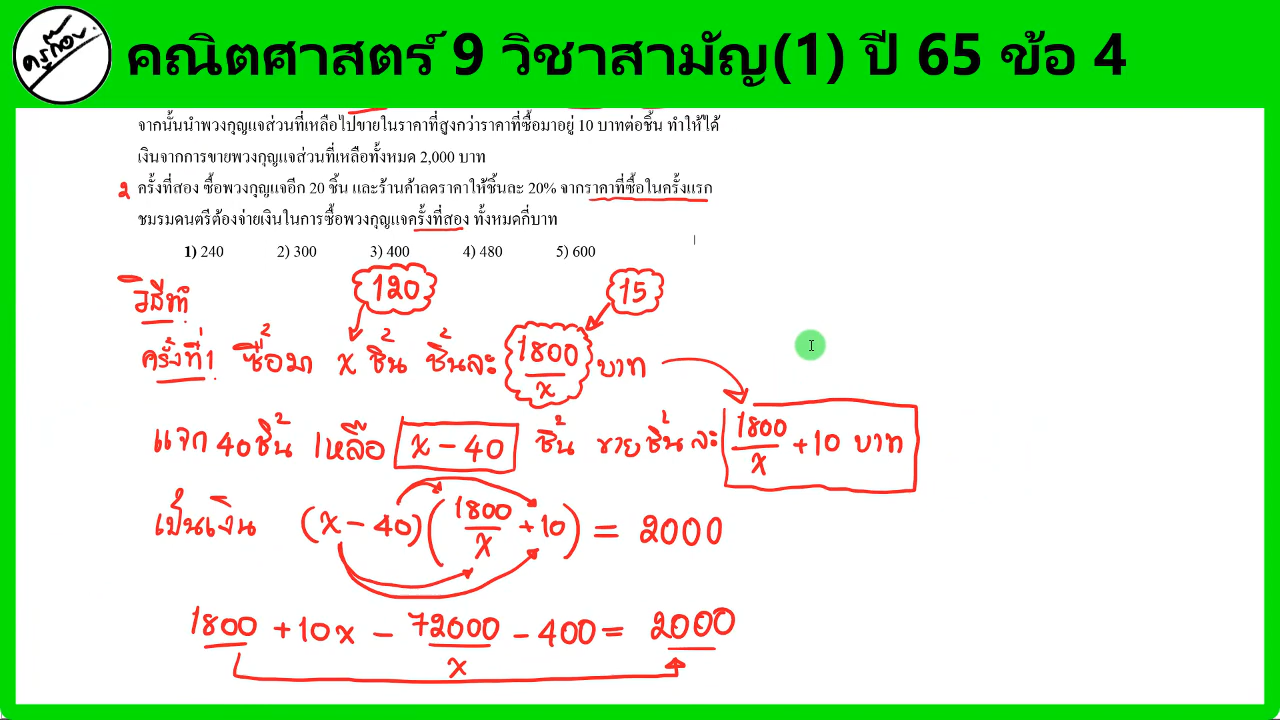 ครูก๊อบ
คณิตศาสตร์ 9 วิชาสามัญ(1) ปี 65 ข้อ 4
จากนั้นนำพวงกุญแจส่วนที่เหลือไปขายในราคาที่สูงกว่าราคาที่ซื้อมาอยู่ 10 บาทต่อชิ้น ทำให้ได้
เงินจากการขายพวงกุญแจส่วนที่เหลือทั้งหมด 2,000 บาท
2 ครั้งที่สอง ซื้อพวงกุญแจอีก 20 ชิ้น และร้านค้าลดราคาให้ชิ้นละ 20% จากราคาที่ซื้อในครั้งแรก
ชมรมดนตรีต้องจ่ายเงินในการซื้อพวงกุญแจครั้งที่สอง ทั้งหมดกี่บาท
1) 240 2) 300 3) 400 4) 480 5) 600
วิธีทำ
120 15
ครั้งที่1 ซื้อมา x ชิ้น ชิ้นละ 1800/x บาท
แจก 40ชิ้น เหลือ x - 40 ชิ้น ขายชิ้นละ 1800/x + 10 บาท
เป็นเงิน (x - 40)(1800/x + 10) = 2000
1800 + 10x - 72000/x - 400 = 2000